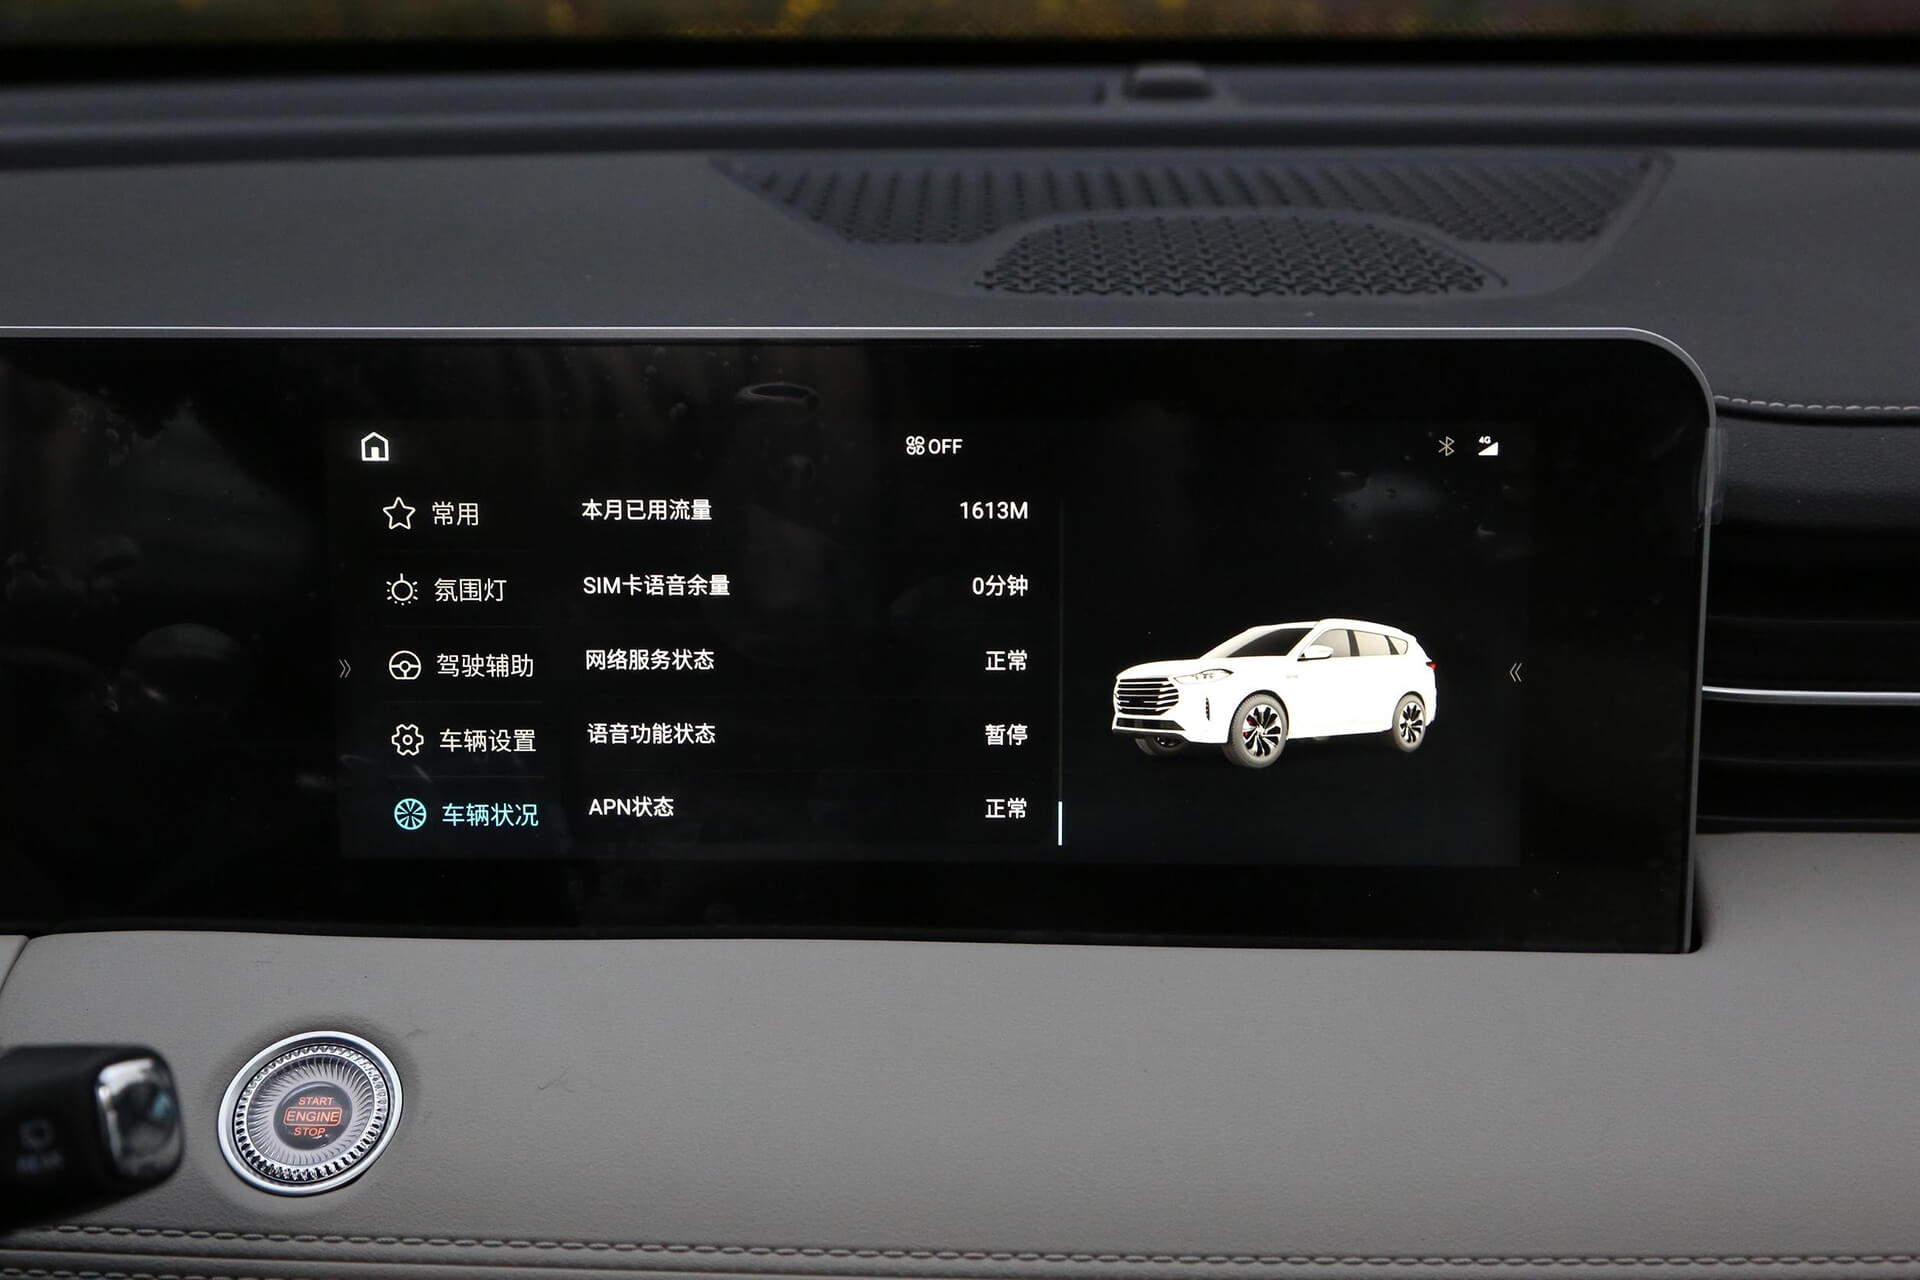 OFF
4G
常用
本月已用流量 1613M
氛围灯
SIM卡语音余量 0分钟
驾驶辅助
网络服务状态 正常
车辆设置
语音功能状态 暂停
车辆状况
APN状态 正常
START
ENGINE
STOP
REAR